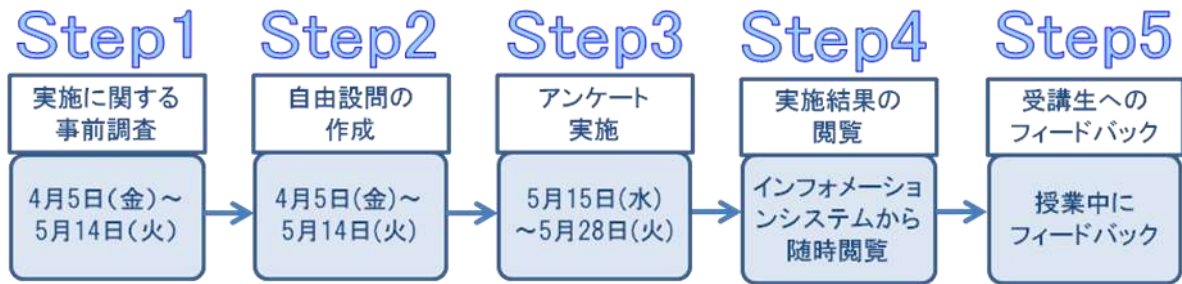 Step1
実施に関する
事前調査
4月5日(金)～
5月14日(火)
Step2
自由設問の
作成
4月5日(金)～
5月14日(火)
Step3
アンケート
実施
5月15日(水)
～5月28日(火)
Step4
実施結果の
閲覧
インフォメーショ
ンシステムから
随時閲覧
Step5
受講生への
フィードバック
授業中に
フィードバック